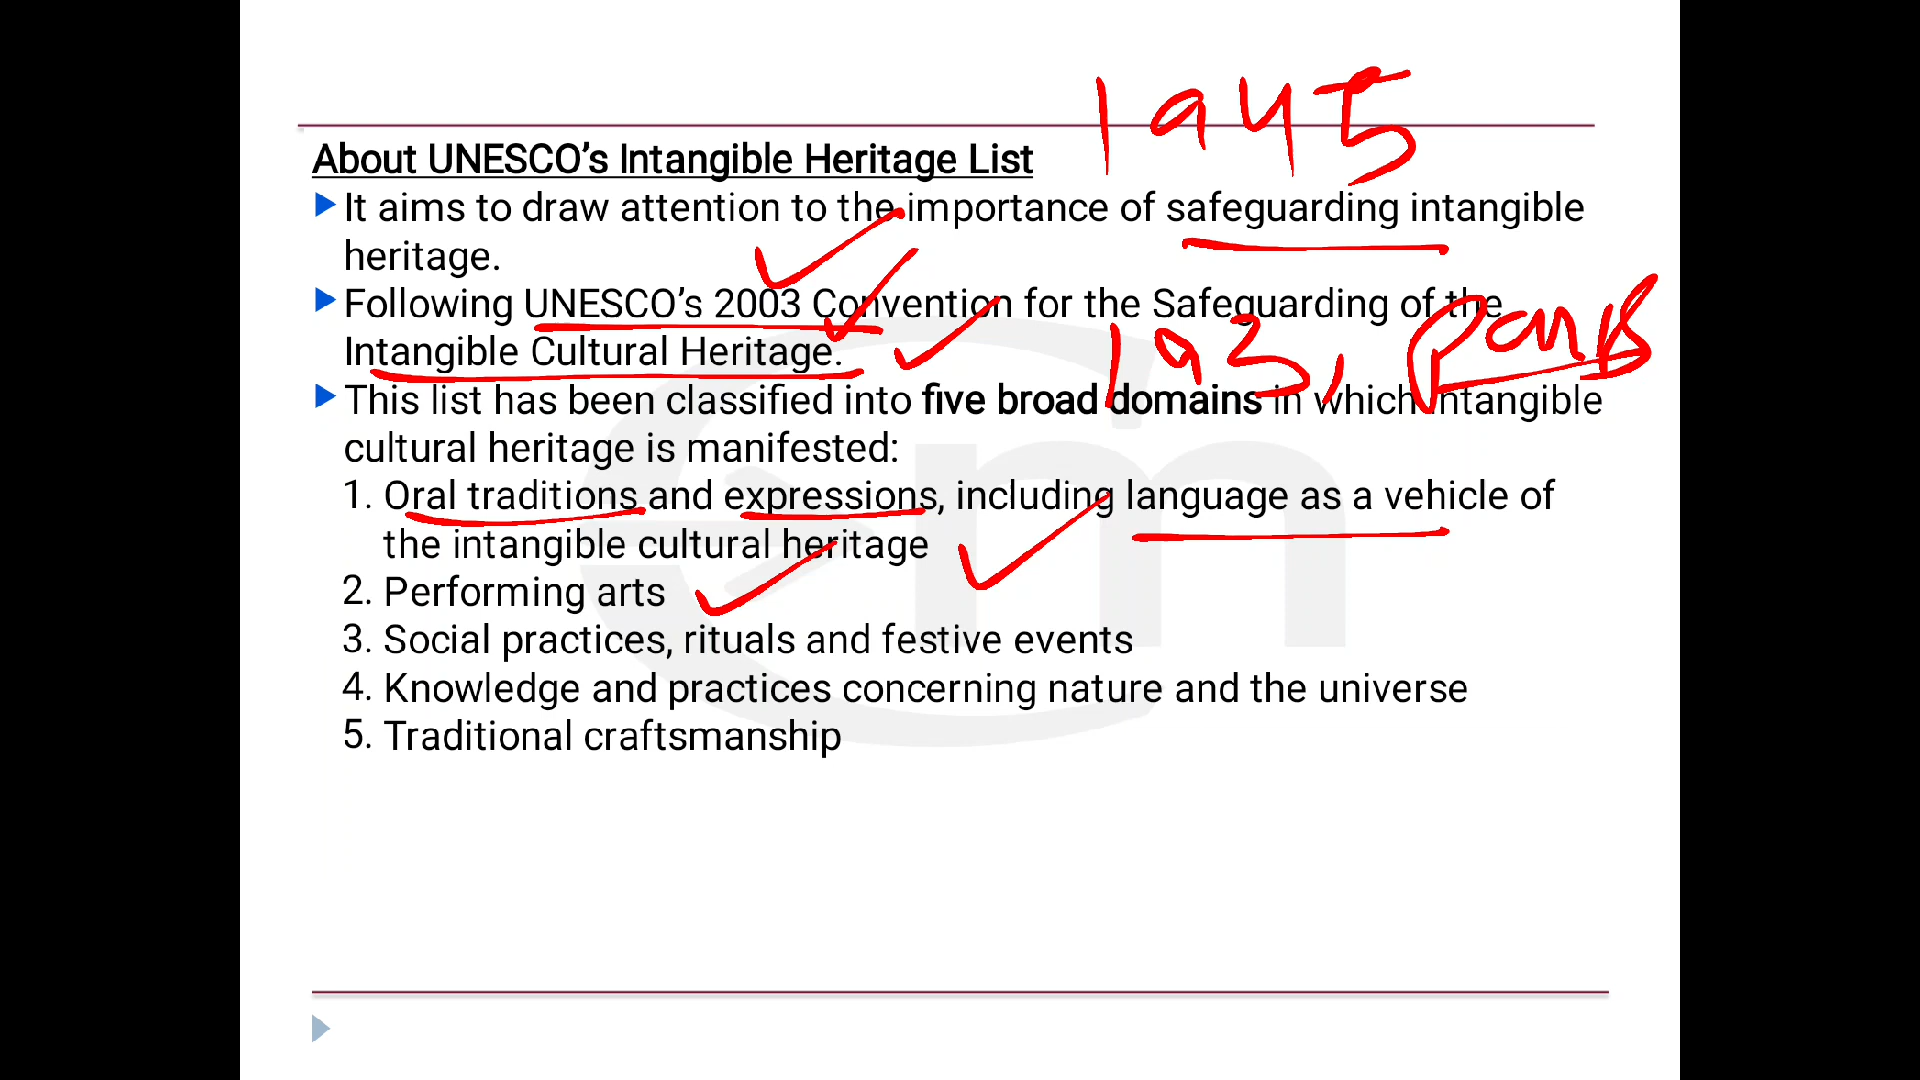 1945
About UNESCO's Intangible Heritage List
It aims to draw attention to the importance of safeguarding intangible
heritage.
Following UNESCO's 2003 Convention for the Safeguarding of the
Intangible Cultural Heritage.
193, Paris
This list has been classified into five broad domains in which intangible
cultural heritage is manifested:
1. Oral traditions and expressions, including language as a vehicle of
the intangible cultural heritage
2. Performing arts
3. Social practices, rituals and festive events
4. Knowledge and practices concerning nature and the universe
5. Traditional craftsmanship